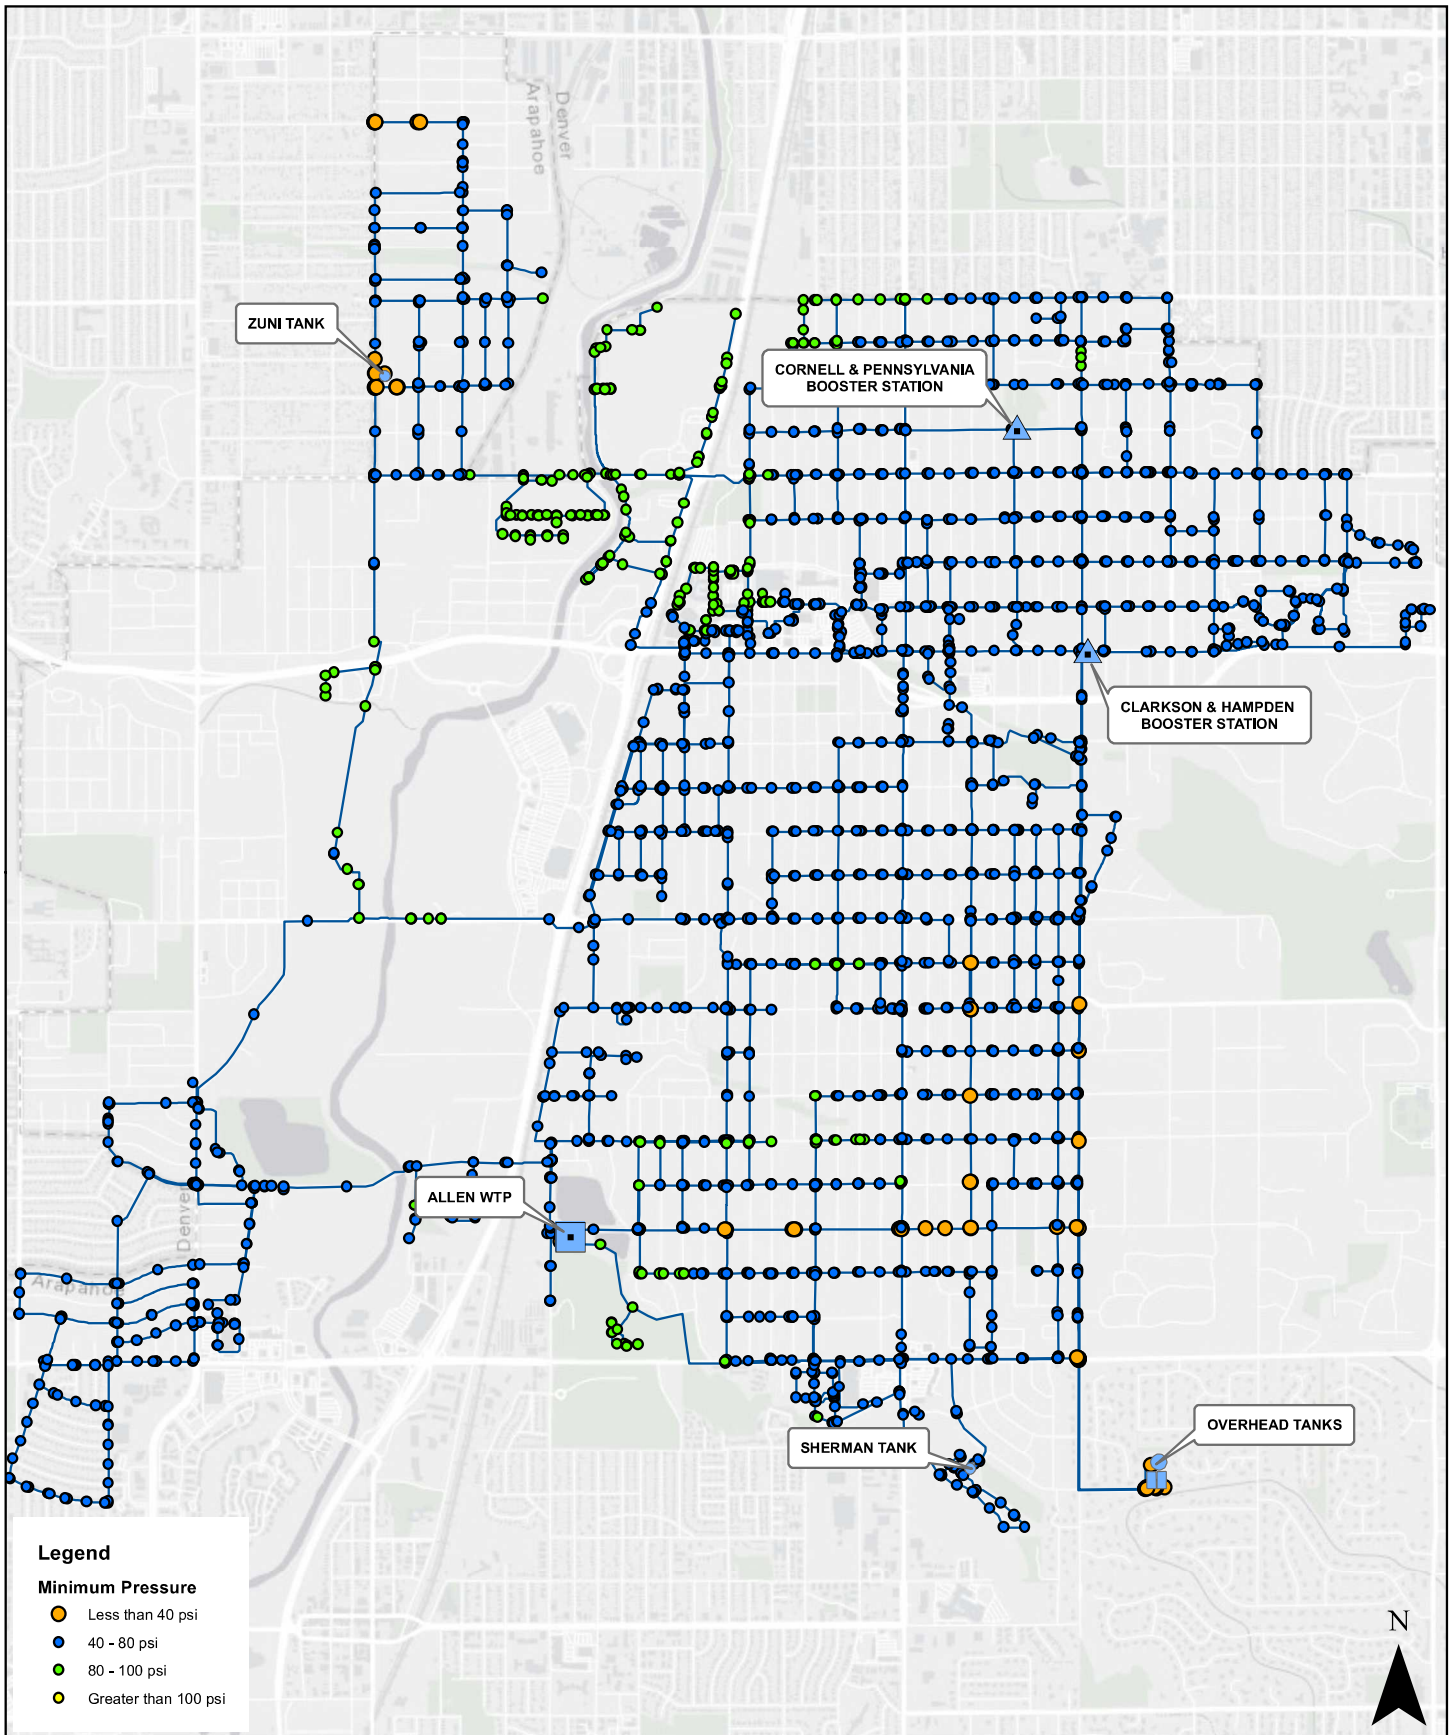 Denver
Arapahoe
ZUNI TANK
CORNELL & PENNSYLVANIA
BOOSTER STATION
CLARKSON & HAMPDEN
BOOSTER STATION
ALLEN WTP
Denver
Arapahoe
OVERHEAD TANKS
SHERMAN TANK
Legend
Minimum Pressure
Less than 40 psi
40 - 80 psi
80 - 100 psi
Greater than 100 psi
N